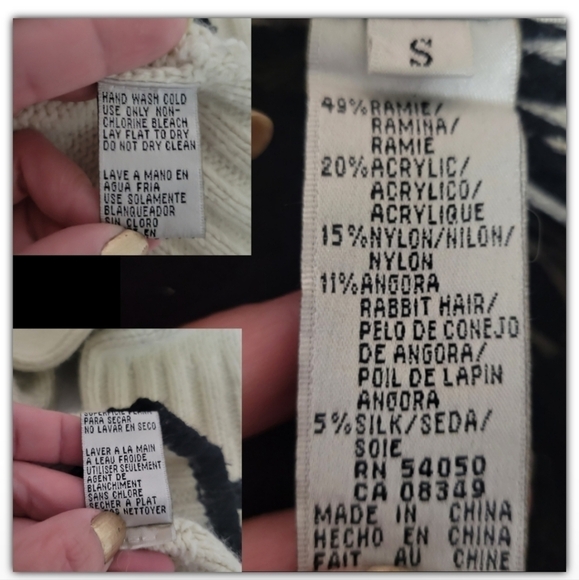 HAND WASH COLD
USE ONLY NON-
CHLORINE BLEACH
LAY FLAT TO DRY
DO NOT DRY CLEAN
LAVE A MANO EN
AGUA FRIA
USE SOLAMENTE
BLANQUEADOR
SIN CLORO
EN
PARA SECAR
NO LAVAR EN SECO
LAVER A LA MAIN
A LEAU FROIDE
UTILISER SEULEMENT
AGENT DE
BLANCHIMENT
SANS CHLORE
SECHER A PLAT
NETTOYER
S
49%RAMIE/
RAMINA/
RAMIE
20%ACRYLIC/
ACRYLICO/
ACRYLIQUE
15%NYLON/NILON/
NYLON
11%ANGORA
RABBIT HAIR/
PELO DE CONEJO
DE ANGORA/
POIL DE LAPIN
ANGORA
5%SILK/SEDA/
SOIE
RN 54050
CA 08349
MADE IN CHINA
HECHO EN CHINA
FAIT AU CHINE